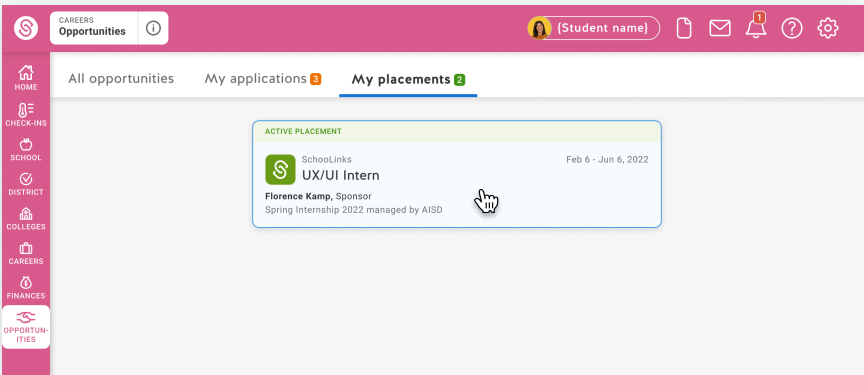 CAREERS
Opportunities
{Student name}
1
HOME
CHECK-INS
SCHOOL
DISTRICT
COLLEGES
CAREERS
FINANCES
OPPORTUN-
ITIES
All opportunities My applications 3 My placements 2
ACTIVE PLACEMENT
SchooLinks
Feb 6 - Jun 6, 2022
UX/UI Intern
Florence Kamp, Sponsor
Spring Internship 2022 managed by AISD